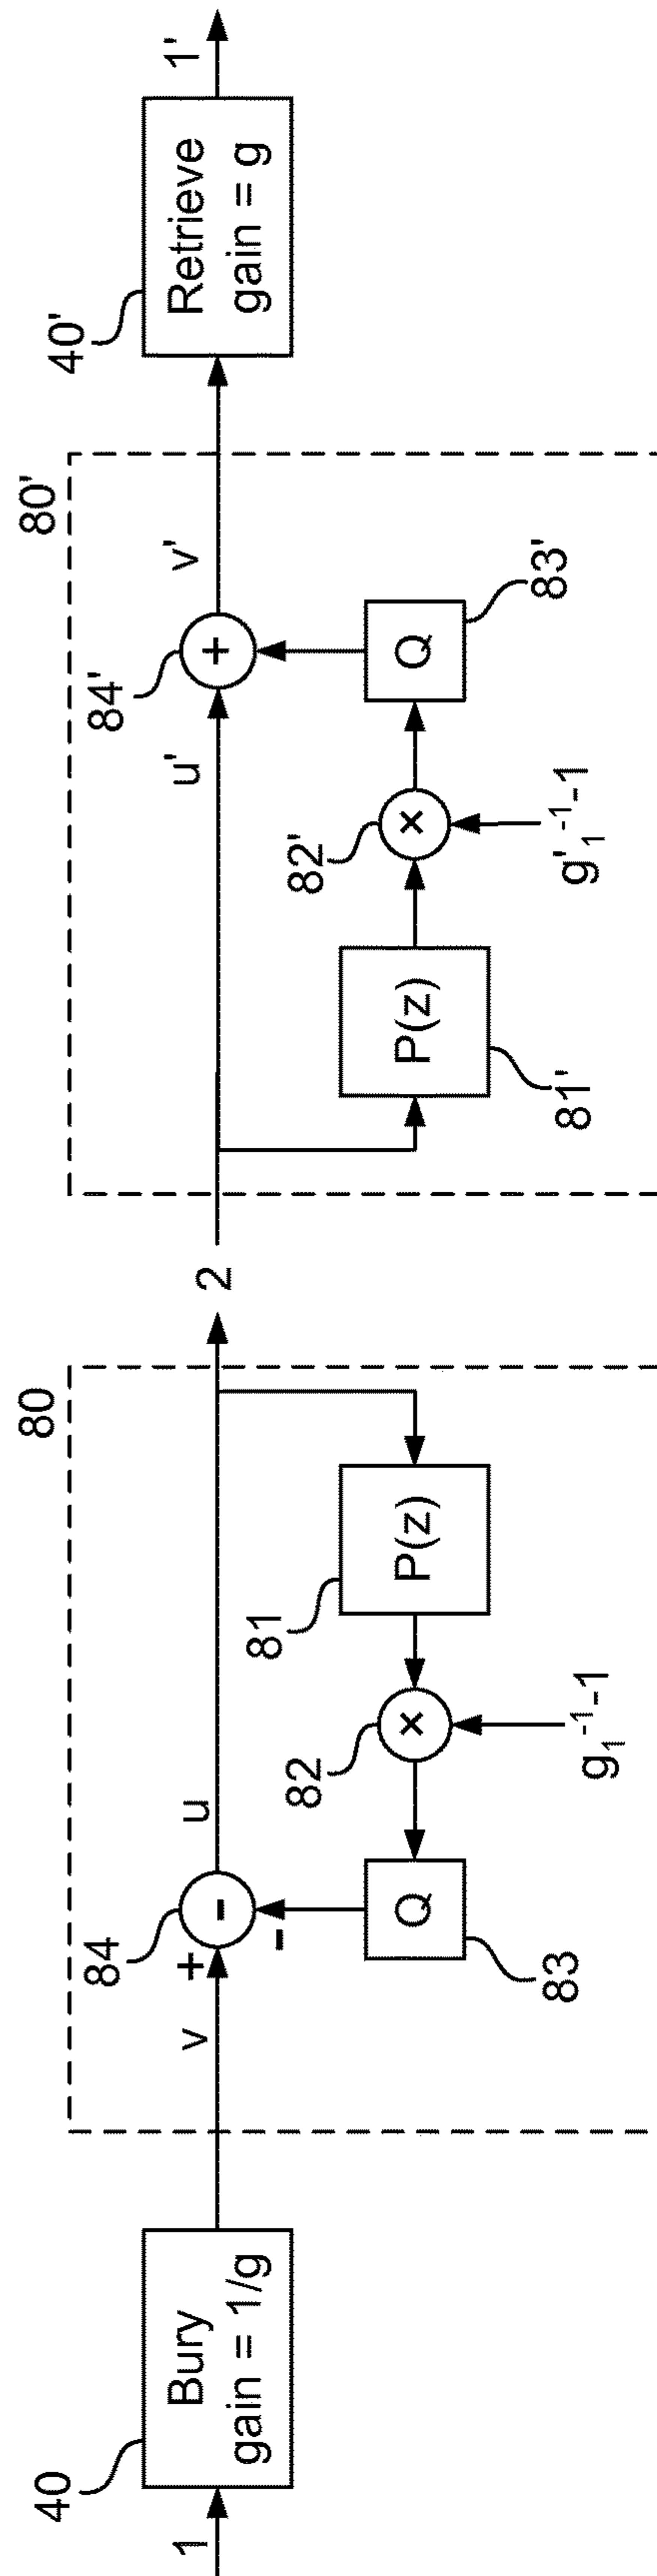 1
40
Bury
gain = 1/g
v
+
84
-
-
u
80
83
Q
82
×
g₁⁻¹-1
81
P(z)
2
80'
u'
81'
P(z)
82'
×
g'₁⁻¹-1
84'
+
v'
83'
Q
40'
Retrieve
gain = g
1'